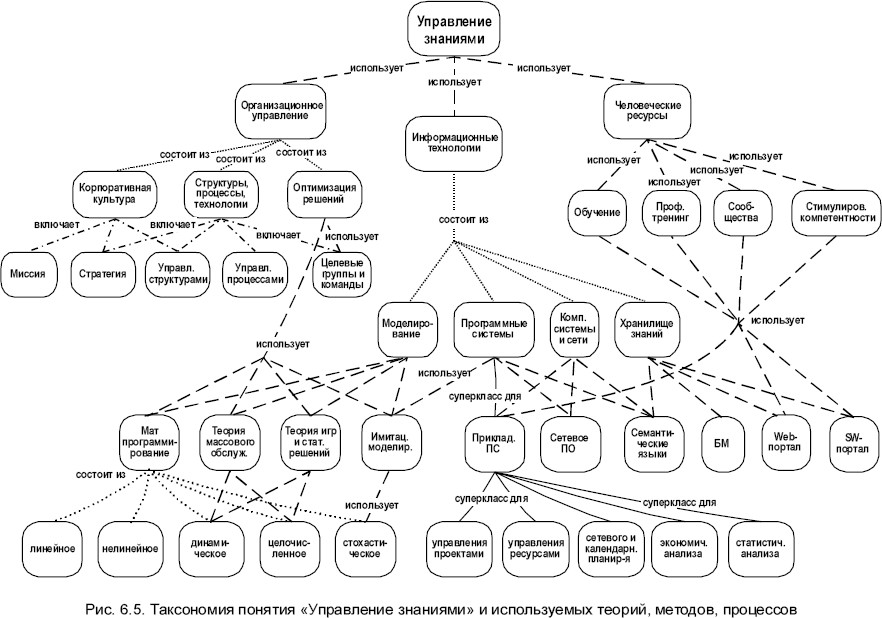 Управление
знаниями
использует
использует
использует
Организационное
управление
Информационные
технологии
Человеческие
ресурсы
состоит из
состоит из
состоит из
использует
использует
использует
использует
Корпоративная
культура
Структуры,
процессы,
технологии
Оптимизация
решений
Обучение
Проф.
тренинг
Сооб-
щества
Стимулиров.
компетентности
включает
включает
включает
использует
состоит из
Миссия
Стратегия
Управл.
структурами
Управл.
процессами
Целевые
группы и
команды
Моделиро-
вание
Программные
системы
Комп.
системы
и сети
Хранилище
знаний
использует
использует
использует
суперкласс для
Мат
программи-
рование
Теория
массового
обслуж.
Теория игр
и стат.
решений
Имитац.
моделир.
Приклад.
ПС
Сетевое
ПО
Семанти-
ческие
языки
БМ
Web-
портал
SW-
портал
состоит из
использует
суперкласс для
суперкласс для
линейное
нелинейное
динами-
ческое
целочис-
ленное
стохасти-
ческое
управления
проектами
управления
ресурсами
сетевого и
календарн.
планир-я
экономич.
анализа
статистич.
анализа
Рис. 6.5. Таксономия понятия «Управление знаниями» и используемых теорий, методов, процессов